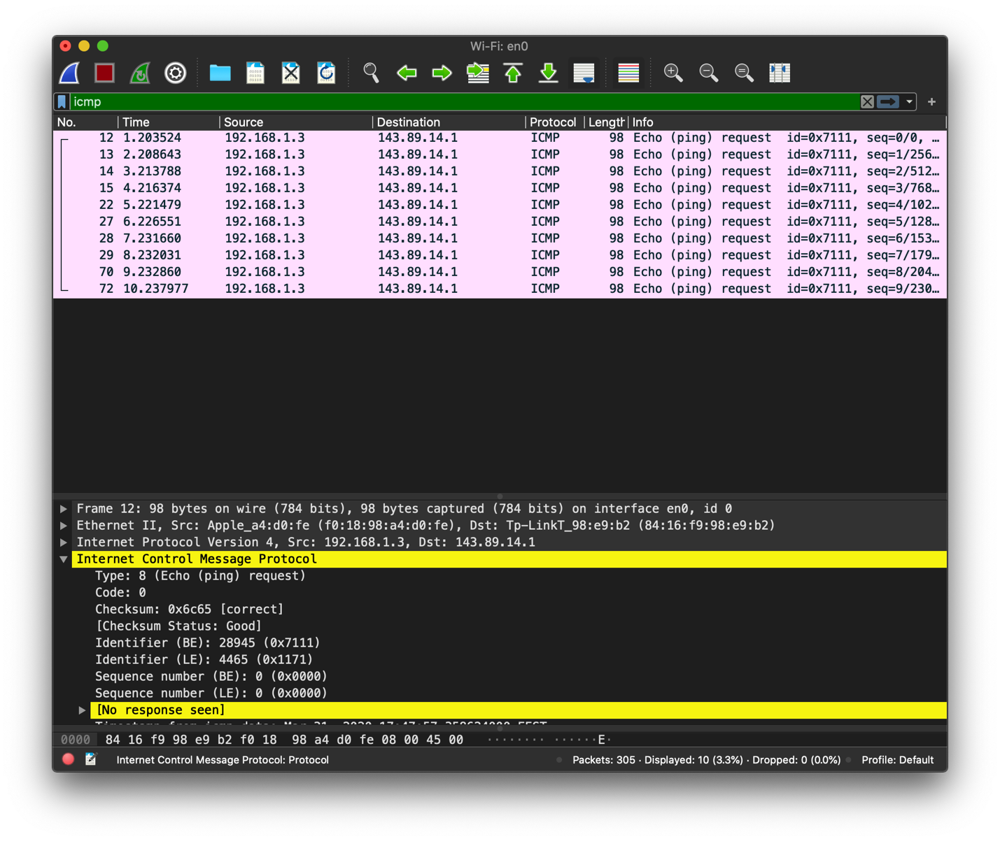 Wi-Fi: en0
icmp
No. Time Source Destination Protocol Length Info
12 1.203524 192.168.1.3 143.89.14.1 ICMP 98 Echo (ping) request id=0x7111, seq=0/0, …
13 2.208643 192.168.1.3 143.89.14.1 ICMP 98 Echo (ping) request id=0x7111, seq=1/256…
14 3.213788 192.168.1.3 143.89.14.1 ICMP 98 Echo (ping) request id=0x7111, seq=2/512…
15 4.216374 192.168.1.3 143.89.14.1 ICMP 98 Echo (ping) request id=0x7111, seq=3/768…
22 5.221479 192.168.1.3 143.89.14.1 ICMP 98 Echo (ping) request id=0x7111, seq=4/102…
27 6.226551 192.168.1.3 143.89.14.1 ICMP 98 Echo (ping) request id=0x7111, seq=5/128…
28 7.231660 192.168.1.3 143.89.14.1 ICMP 98 Echo (ping) request id=0x7111, seq=6/153…
29 8.232031 192.168.1.3 143.89.14.1 ICMP 98 Echo (ping) request id=0x7111, seq=7/179…
70 9.232860 192.168.1.3 143.89.14.1 ICMP 98 Echo (ping) request id=0x7111, seq=8/204…
72 10.237977 192.168.1.3 143.89.14.1 ICMP 98 Echo (ping) request id=0x7111, seq=9/230…
Frame 12: 98 bytes on wire (784 bits), 98 bytes captured (784 bits) on interface en0, id 0
Ethernet II, Src: Apple_a4:d0:fe (f0:18:98:a4:d0:fe), Dst: Tp-LinkT_98:e9:b2 (84:16:f9:98:e9:b2)
Internet Protocol Version 4, Src: 192.168.1.3, Dst: 143.89.14.1
Internet Control Message Protocol
Type: 8 (Echo (ping) request)
Code: 0
Checksum: 0x6c65 [correct]
[Checksum Status: Good]
Identifier (BE): 28945 (0x7111)
Identifier (LE): 4465 (0x1171)
Sequence number (BE): 0 (0x0000)
Sequence number (LE): 0 (0x0000)
[No response seen]
0000 84 16 f9 98 e9 b2 f0 18 98 a4 d0 fe 08 00 45 00 ········ ······E·
Internet Control Message Protocol: Protocol Packets: 305 · Displayed: 10 (3.3%) · Dropped: 0 (0.0%) Profile: Default